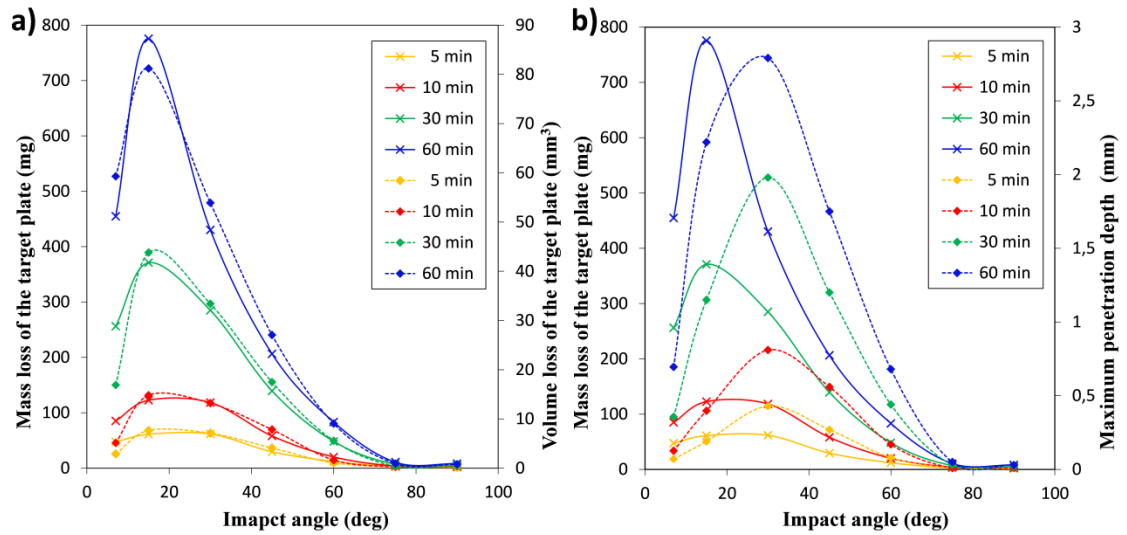 a)
Mass loss of the target plate (mg)
800
700
600
500
400
300
200
100
0
0
20
40
60
80
100
Imapct angle (deg)
90
80
70
60
50
40
30
20
10
0
Volume loss of the target plate (mm³)
5 min
10 min
30 min
60 min
5 min
10 min
30 min
60 min
b)
Mass loss of the target plate (mg)
800
700
600
500
400
300
200
100
0
0
20
40
60
80
100
Impact angle (deg)
3
2,5
2
1,5
1
0,5
0
Maximum penetration depth (mm)
5 min
10 min
30 min
60 min
5 min
10 min
30 min
60 min